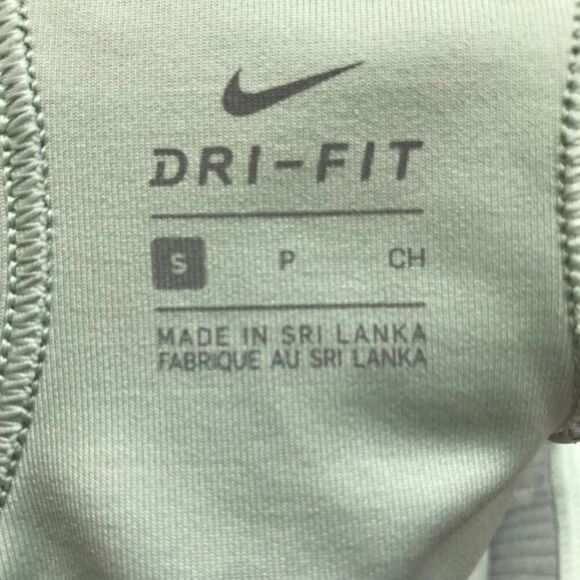 DRI-FIT
S P CH
MADE IN SRI LANKA
FABRIQUE AU SRI LANKA